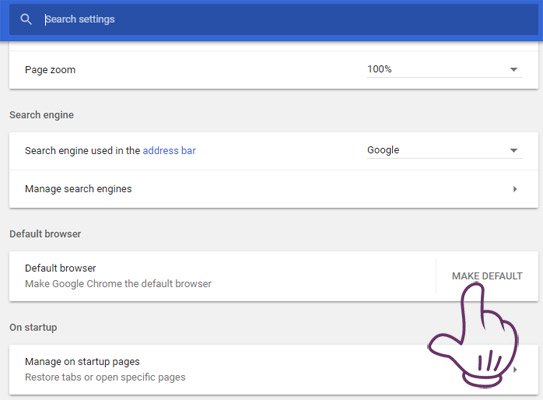 Search settings
Page zoom 100%
Search engine
Search engine used in the address bar Google
Manage search engines
Default browser
Default browser
Make Google Chrome the default browser
MAKE DEFAULT
On startup
Manage on startup pages
Restore tabs or open specific pages